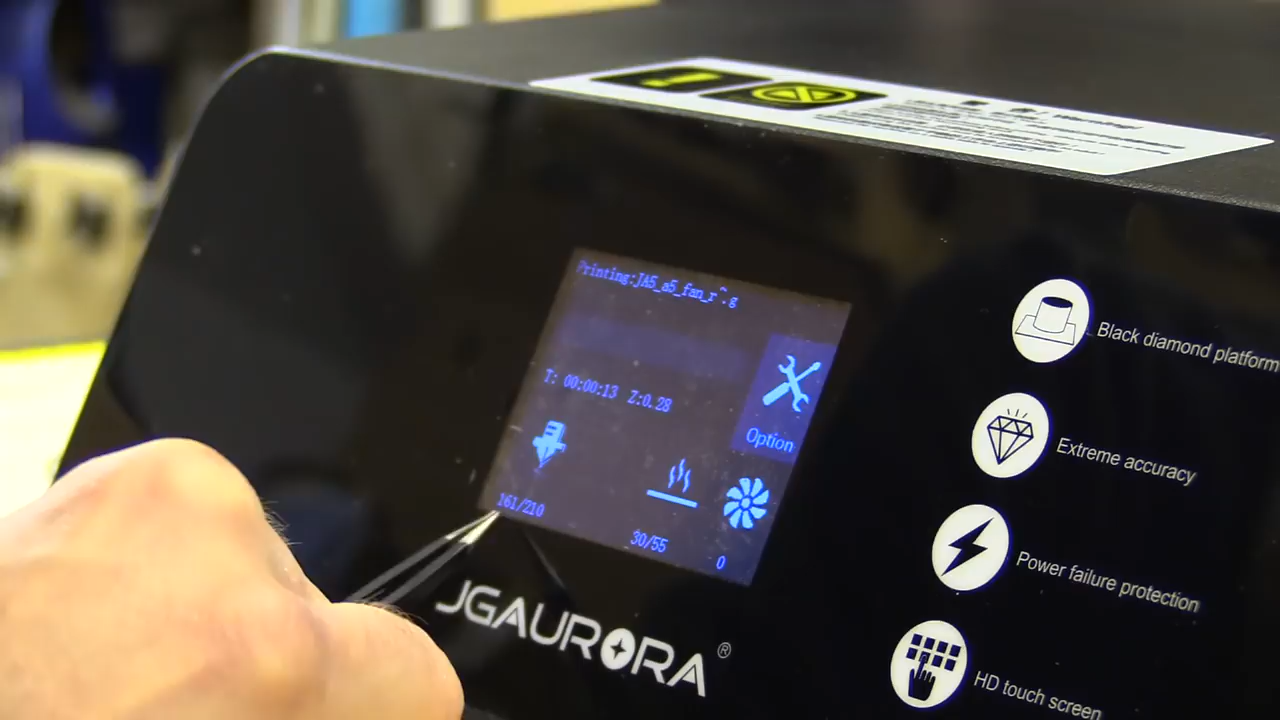 Printing:JA5_a5_fan_r~.g
T: 00:00:13 Z:0.28
Option
161/210
30/55
0
JGAURORA®
Black diamond platform
Extreme accuracy
Power failure protection
HD touch screen